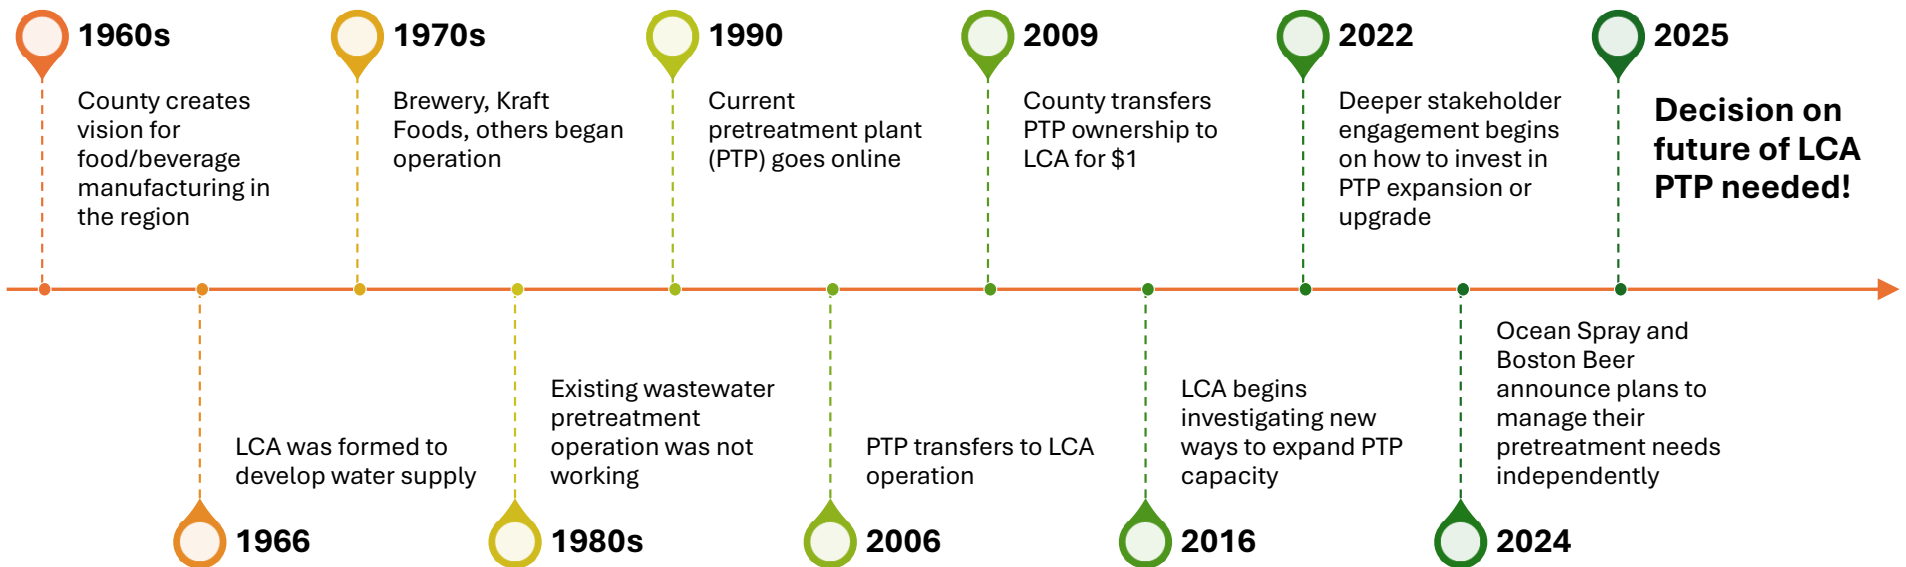 1960s
County creates
vision for
food/beverage
manufacturing in
the region
1970s
Brewery, Kraft
Foods, others began
operation
1990
Current
pretreatment plant
(PTP) goes online
2009
County transfers
PTP ownership to
LCA for $1
2022
Deeper stakeholder
engagement begins
on how to invest in
PTP expansion or
upgrade
2025
Decision on
future of LCA
PTP needed!
LCA was formed to
develop water supply
1966
Existing wastewater
pretreatment
operation was not
working
1980s
PTP transfers to LCA
operation
2006
LCA begins
investigating new
ways to expand PTP
capacity
2016
Ocean Spray and
Boston Beer
announce plans to
manage their
pretreatment needs
independently
2024